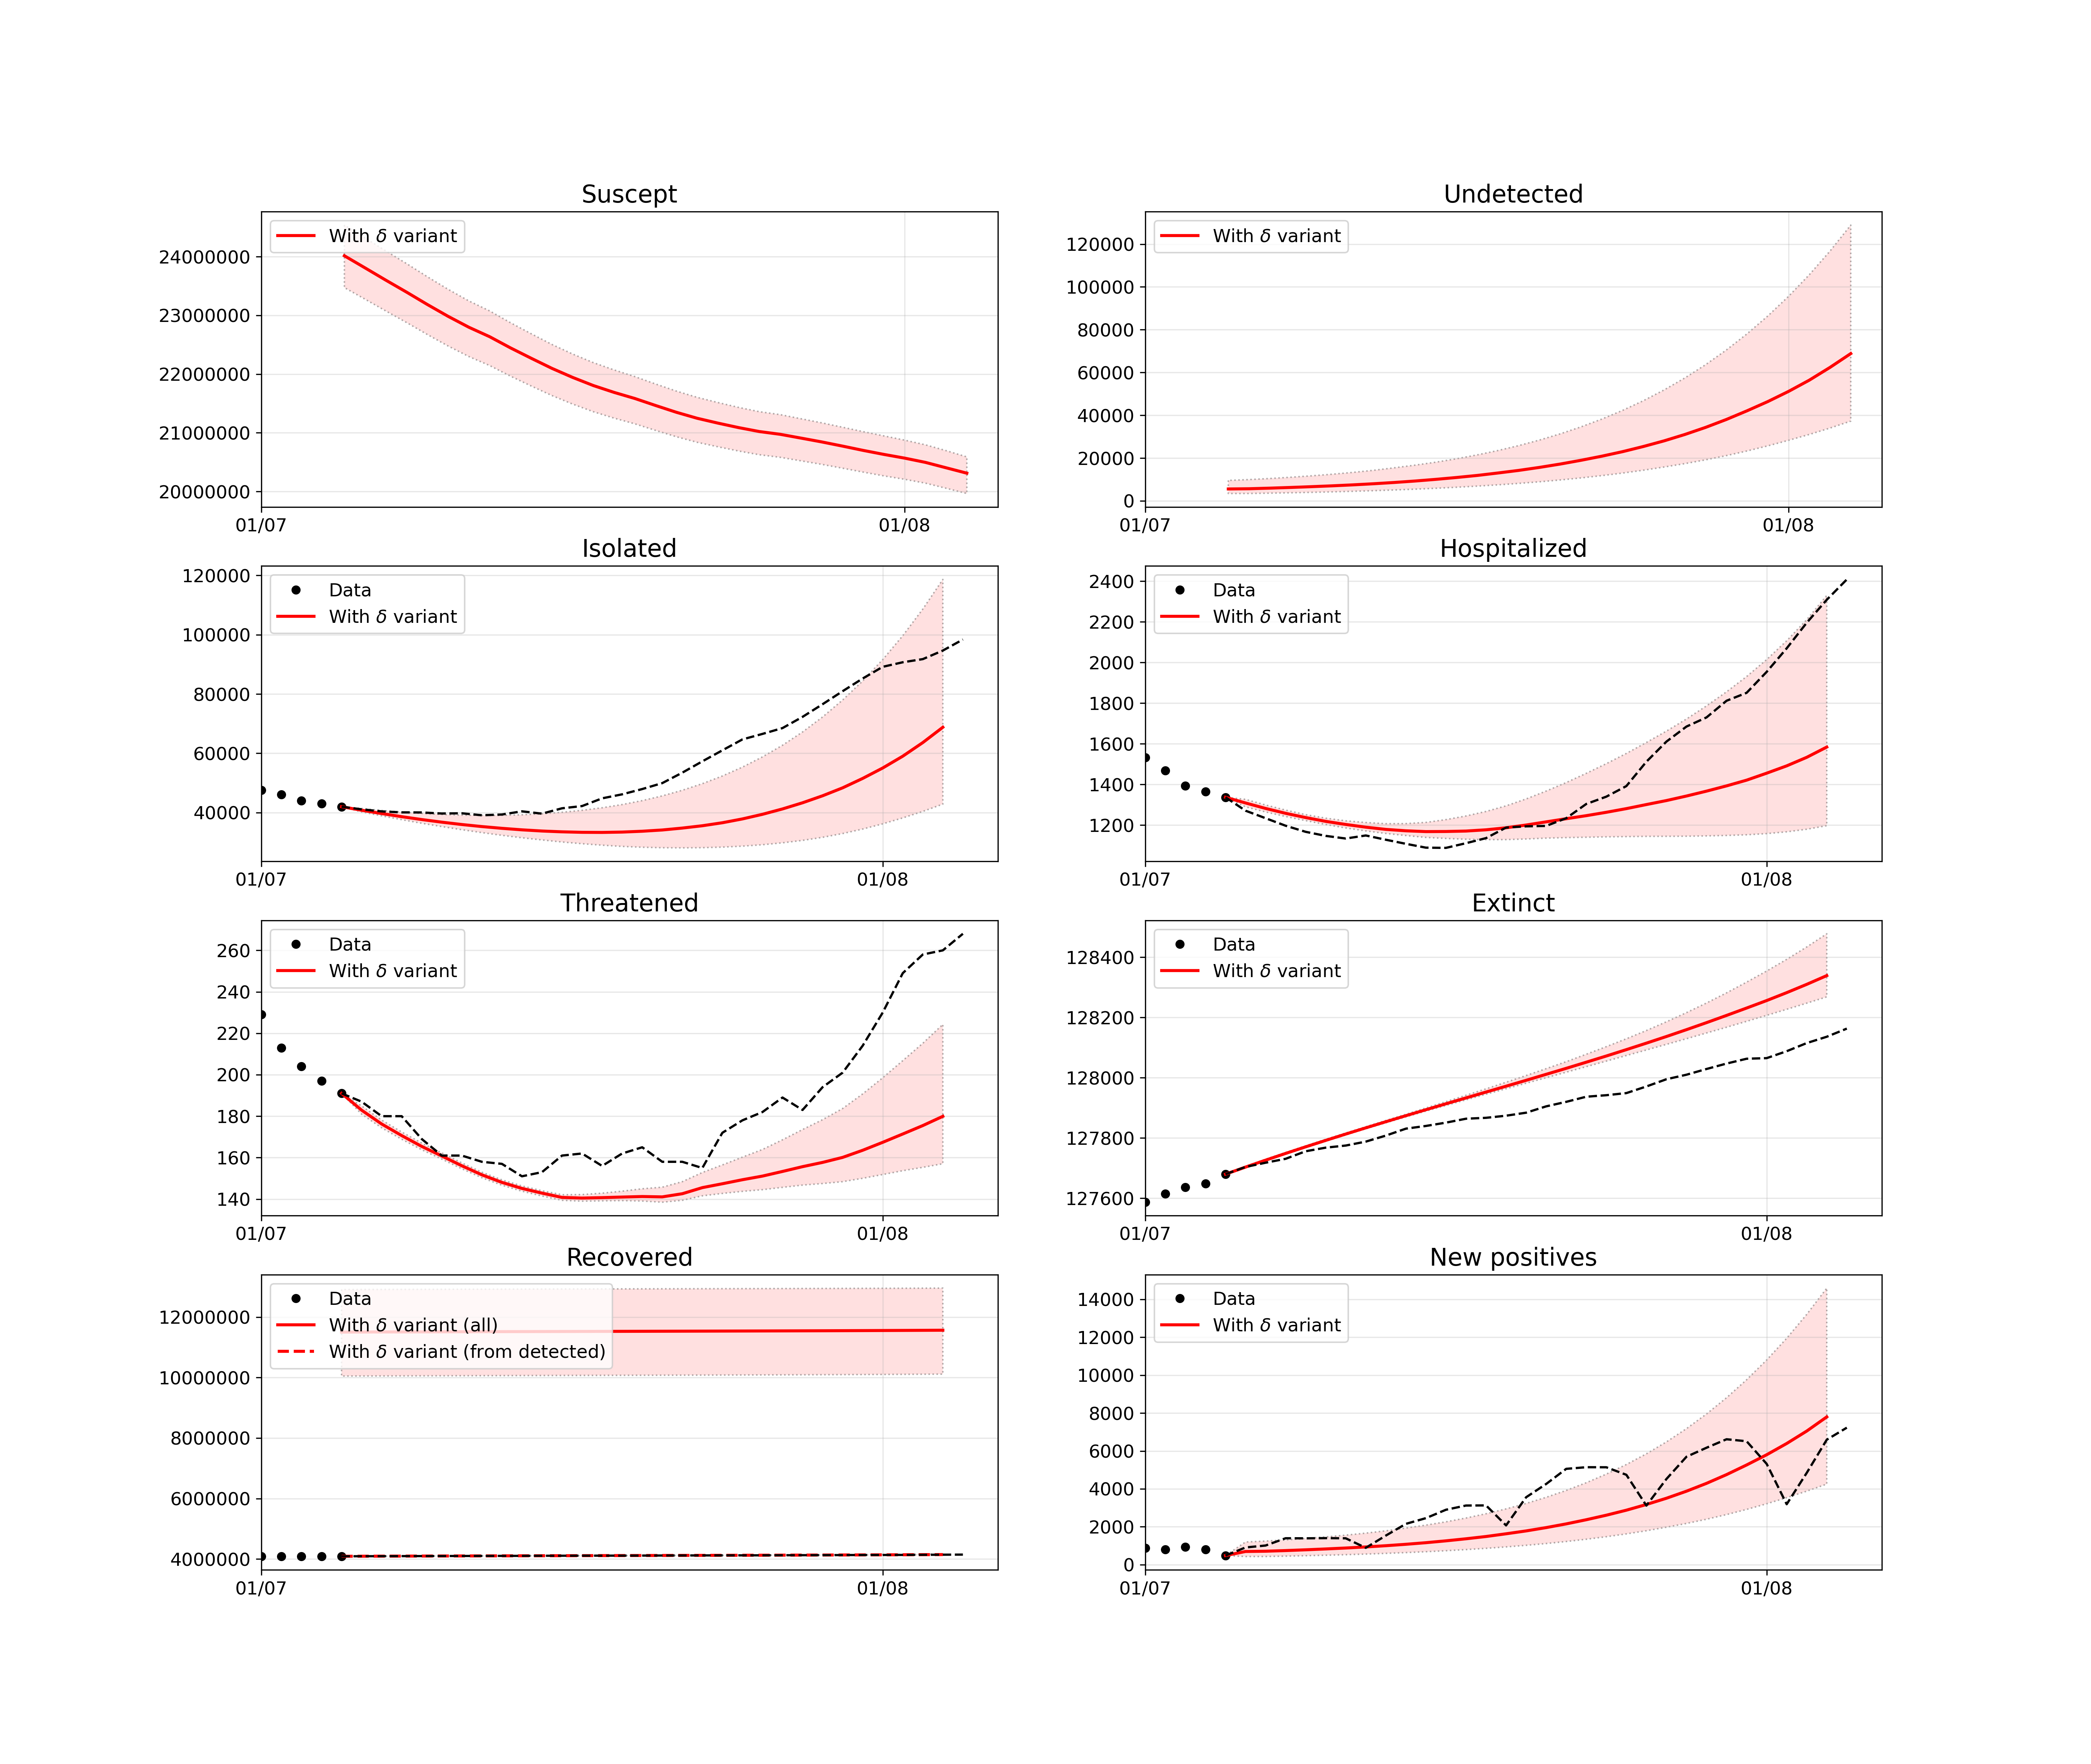 Suscept
With δ variant
24000000
23000000
22000000
21000000
20000000
01/07 01/08
Undetected
With δ variant
120000
100000
80000
60000
40000
20000
0
01/07 01/08
Isolated
Data
With δ variant
120000
100000
80000
60000
40000
01/07 01/08
Hospitalized
Data
With δ variant
2400
2200
2000
1800
1600
1400
1200
01/07 01/08
Threatened
Data
With δ variant
260
240
220
200
180
160
140
01/07 01/08
Extinct
Data
With δ variant
128400
128200
128000
127800
127600
01/07 01/08
Recovered
Data
With δ variant (all)
With δ variant (from detected)
12000000
10000000
8000000
6000000
4000000
01/07 01/08
New positives
Data
With δ variant
14000
12000
10000
8000
6000
4000
2000
0
01/07 01/08